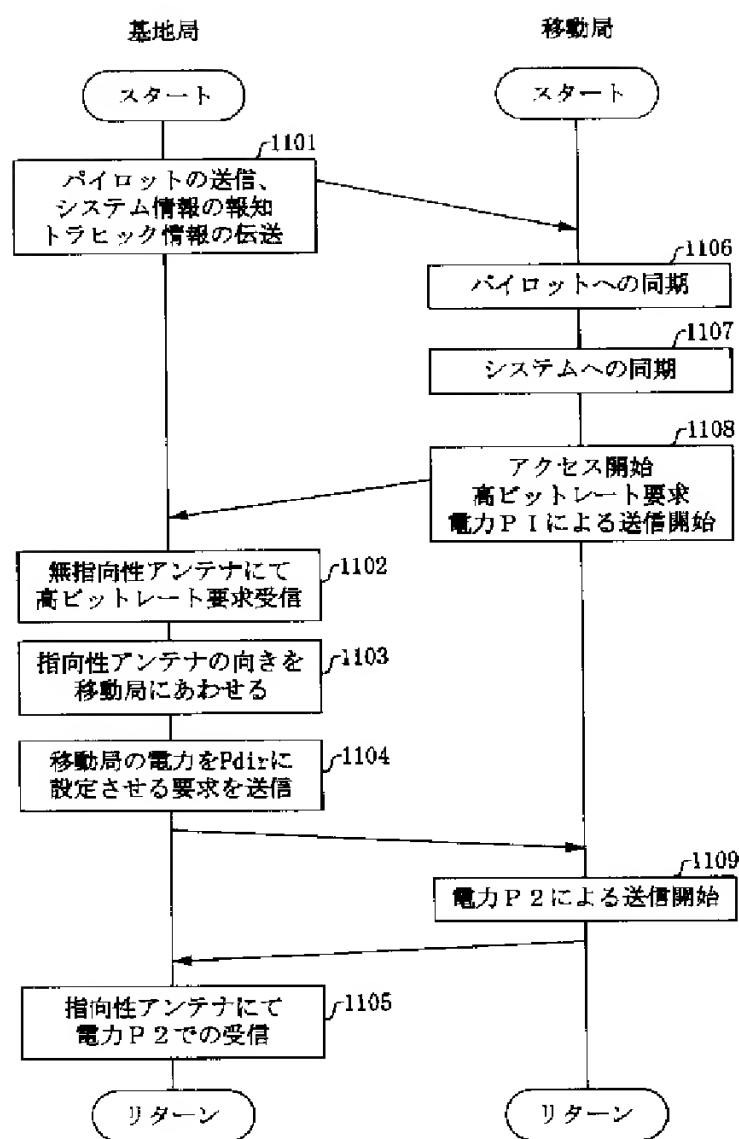 基地局
移動局
スタート
スタート
1101
パイロットの送信、
システム情報の報知
トラヒック情報の伝送
1106
パイロットへの同期
1107
システムへの同期
1108
アクセス開始
高ビットレート要求
電力P1による送信開始
1102
無指向性アンテナにて
高ビットレート要求受信
1103
指向性アンテナの向きを
移動局にあわせる
1104
移動局の電力をPdirに
設定させる要求を送信
1109
電力P2による送信開始
1105
指向性アンテナにて
電力P2での受信
リターン
リターン